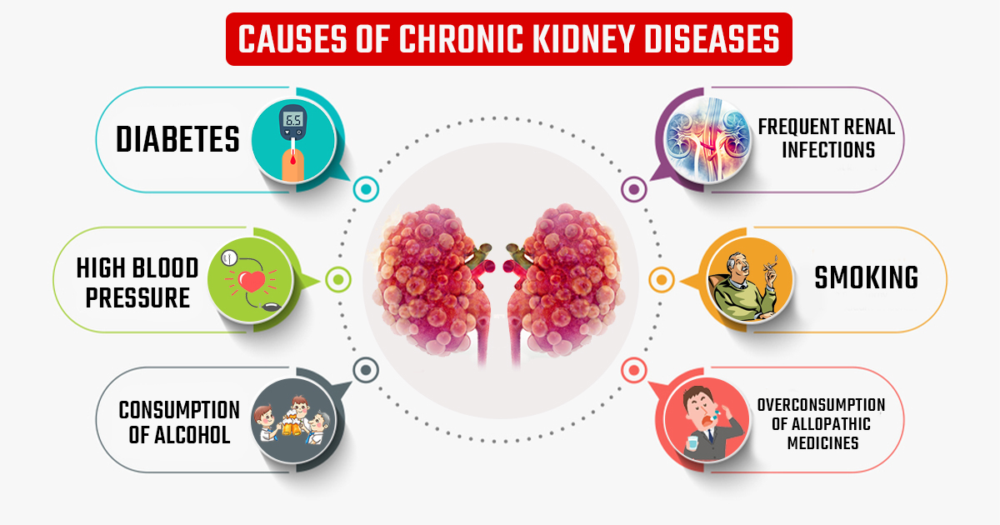 CAUSES OF CHRONIC KIDNEY DISEASES
DIABETES
6.5
HIGH BLOOD
PRESSURE
CONSUMPTION
OF ALCOHOL
FREQUENT RENAL
INFECTIONS
SMOKING
OVERCONSUMPTION
OF ALLOPATHIC
MEDICINES